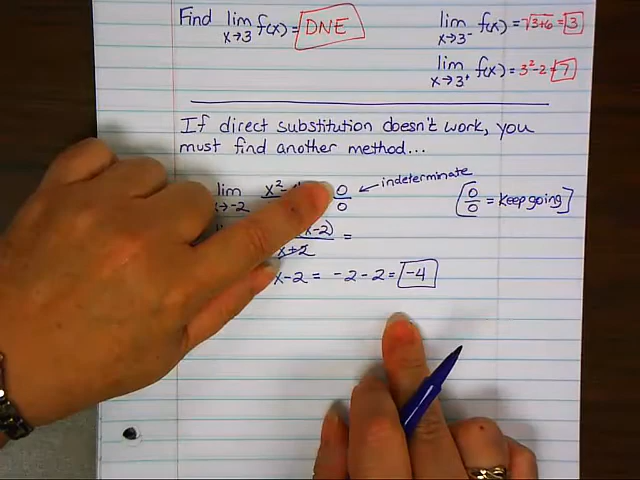 Find lim f(x) = DNE
x→3
lim f(x) = √3+6 = 3
x→3⁻
lim f(x) = 3²-2 = 7
x→3⁺
If direct substitution doesn't work, you
must find another method...
lim x²- 0/0 ← indeterminate
x→-2
[0/0 = keep going]
x-2) =
x+2
x-2 = -2-2 = -4